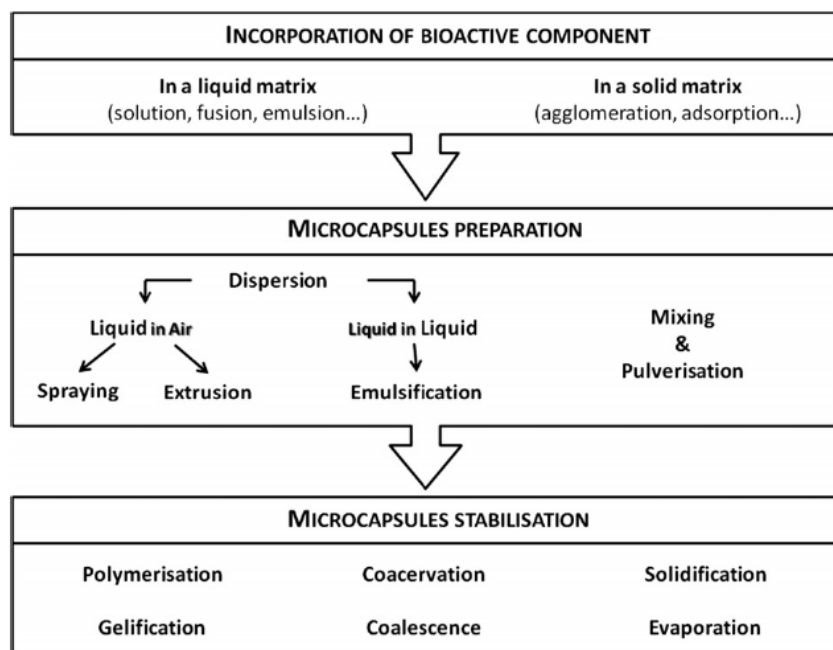 INCORPORATION OF BIOACTIVE COMPONENT
In a liquid matrix
(solution, fusion, emulsion...)
In a solid matrix
(agglomeration, adsorption...)
MICROCAPSULES PREPARATION
Dispersion
Liquid in Air
Liquid in Liquid
Spraying
Extrusion
Emulsification
Mixing
&
Pulverisation
MICROCAPSULES STABILISATION
Polymerisation
Coacervation
Solidification
Gelification
Coalescence
Evaporation